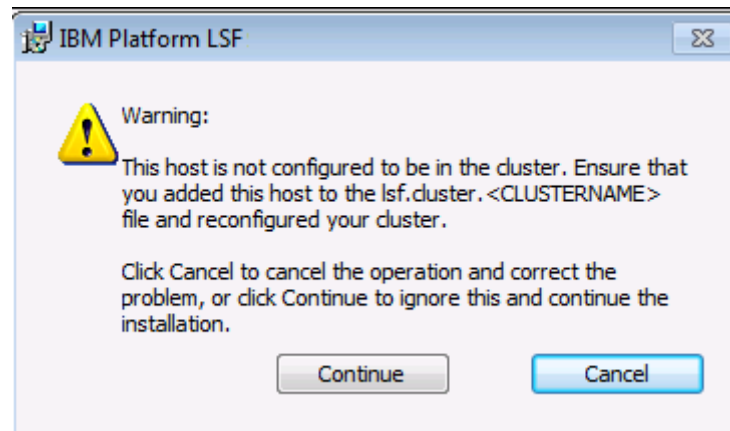 IBM Platform LSF
Warning:
This host is not configured to be in the cluster. Ensure that
you added this host to the lsf.cluster.<CLUSTERNAME>
file and reconfigured your cluster.
Click Cancel to cancel the operation and correct the
problem, or click Continue to ignore this and continue the
installation.
Continue Cancel